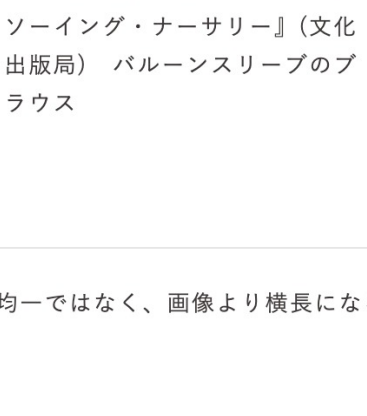 ソーイング・ナーサリー』（文化
出版局）　バルーンスリーブのブ
ラウス
均一ではなく、画像より横長にな